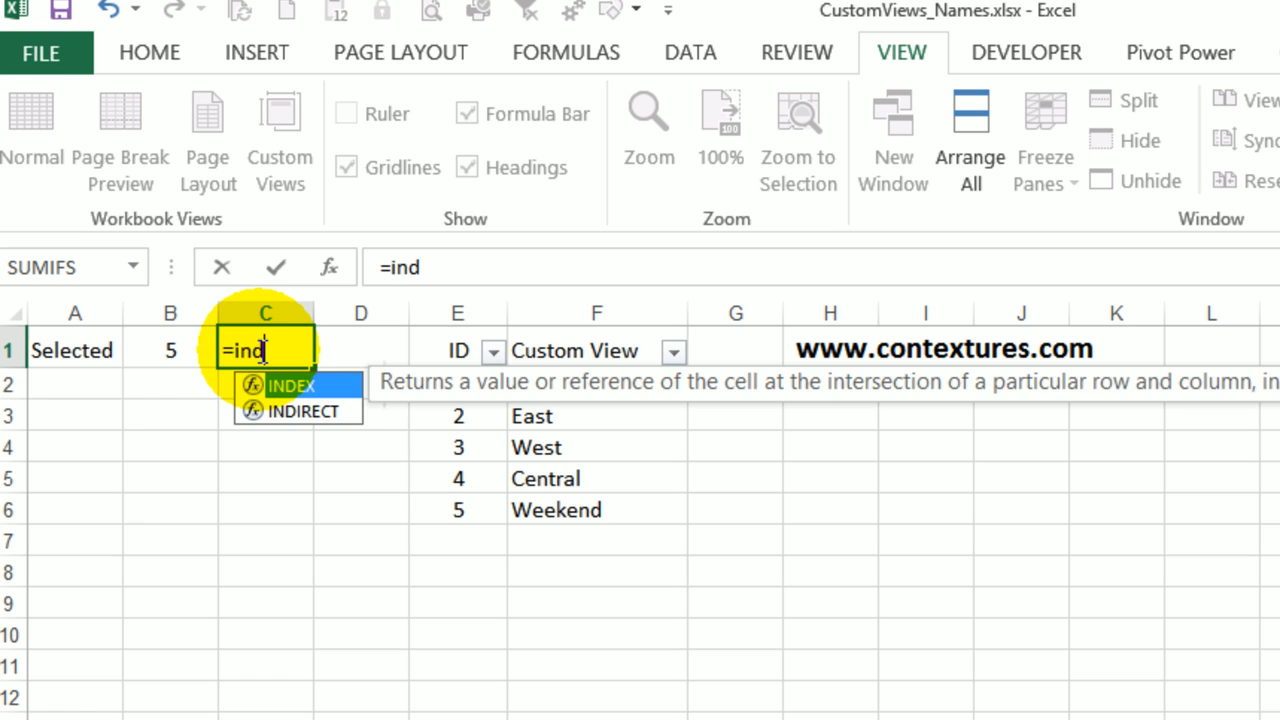 CustomViews_Names.xlsx - Excel
FILE HOME INSERT PAGE LAYOUT FORMULAS DATA REVIEW VIEW DEVELOPER Pivot Power
Ruler Formula Bar Split View
Normal Page Break Page Custom Zoom 100% Zoom to New Arrange Freeze Hide Sync
Preview Layout Views Gridlines Headings Selection Window All Panes Unhide Rese
Workbook Views Show Zoom Window
SUMIFS fx =ind
A B C D E F G H I J K L
1 Selected 5 =ind ID Custom View www.contextures.com
2 INDEX Returns a value or reference of the cell at the intersection of a particular row and column, in
INDIRECT
3 2 East
4 3 West
5 4 Central
6 5 Weekend
7
8
9
10
11
12